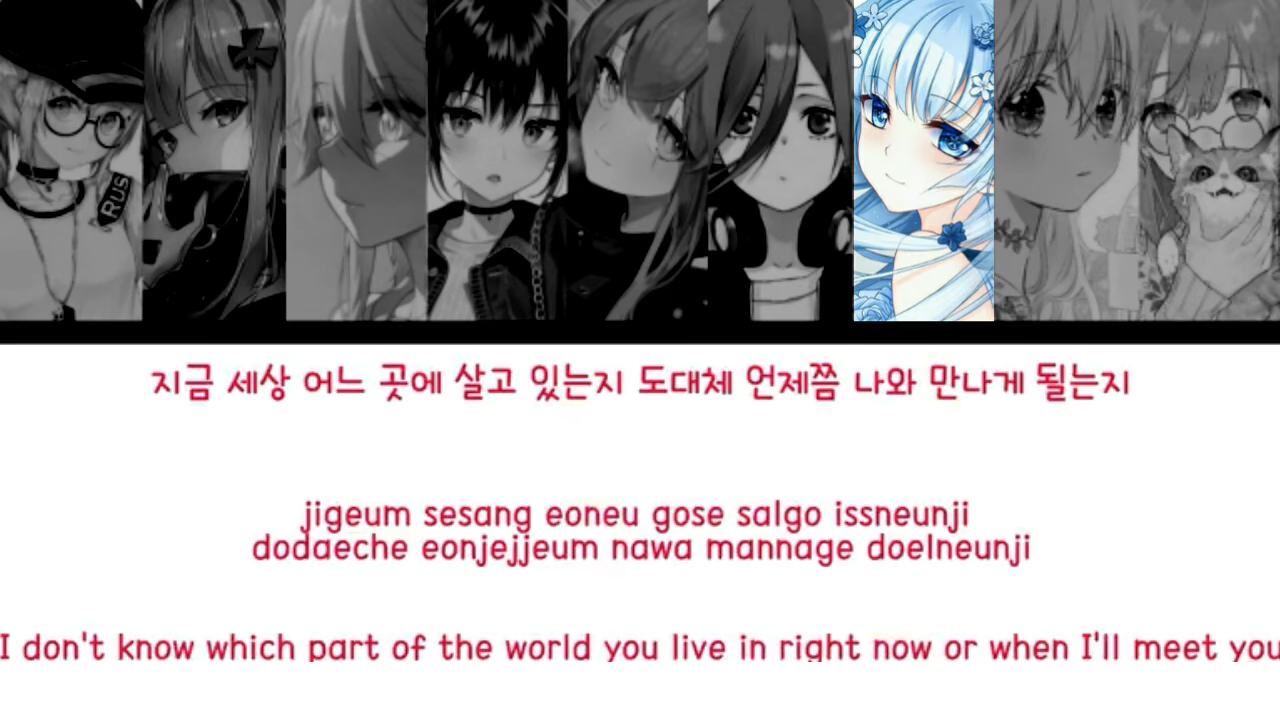 RUS
지금 세상 어느 곳에 살고 있는지 도대체 언제쯤 나와 만나게 될는지
jigeum sesang eoneu gose salgo issneunji
dodaeche eonjejjeum nawa mannage doelneunji
I don't know which part of the world you live in right now or when I'll meet you